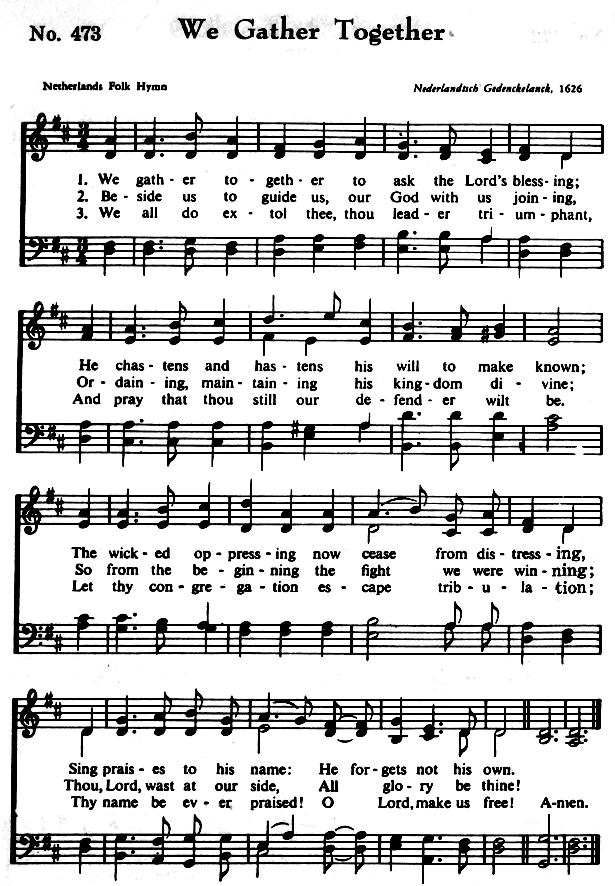 No. 473 We Gather Together
Netherlands Folk Hymn Nederlandtsch Gedenckclanck, 1626
3 4
1. We gath - er to - geth - er to ask the Lord's bless - ing;
2. Be - side us to guide us, our God with us join - ing,
3. We all do ex - tol thee, thou lead - er tri - um - phant,
3 4
He chas - tens and has - tens his will to make known;
Or - dain - ing, main - tain - ing his king - dom di - vine;
And pray that thou still our de - fend - er wilt be.
The wick - ed op - press - ing now cease from dis - tress - ing,
So from the be - gin - ning the fight we were win - ning;
Let thy con - gre - ga - tion es - cape trib - u - la - tion;
Sing prais - es to his name: He for - gets not his own.
Thou, Lord, wast at our side, All glo - ry be thine!
Thy name be ev - er praised! O Lord, make us free! A-men.